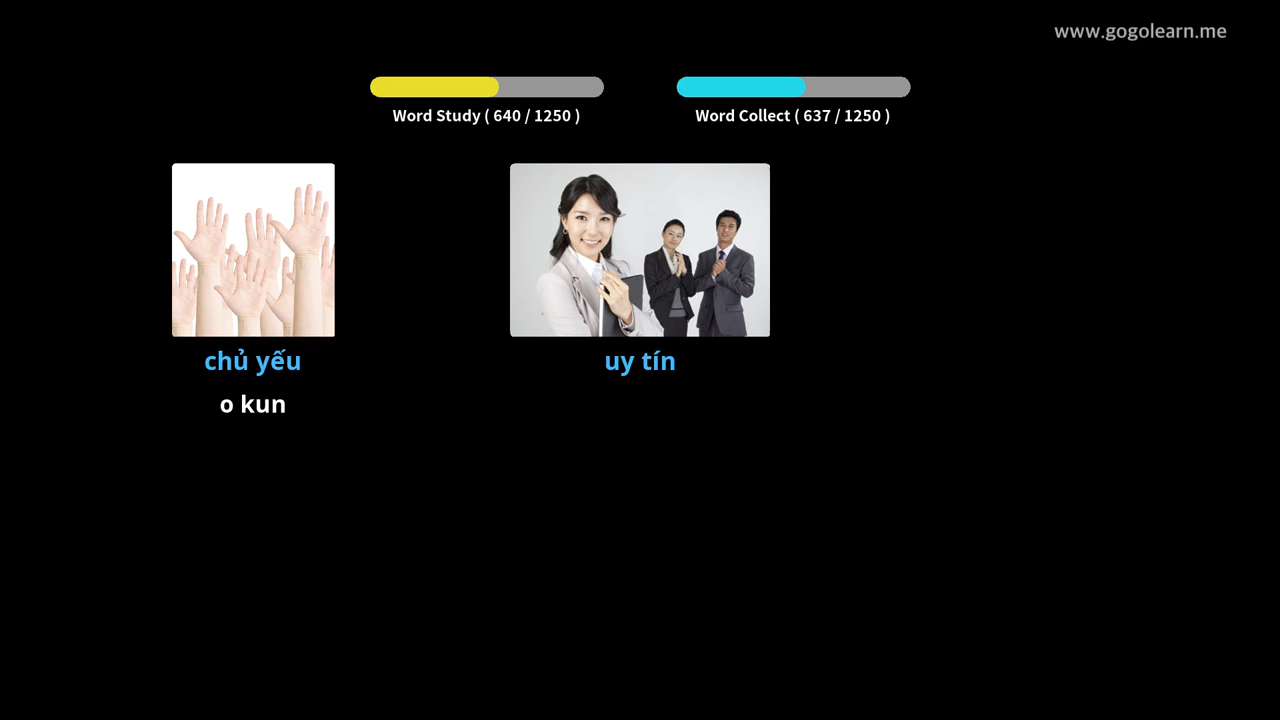 www.gogolearn.me
Word Study ( 640 / 1250 )
Word Collect ( 637 / 1250 )
chủ yếu
uy tín
o kun